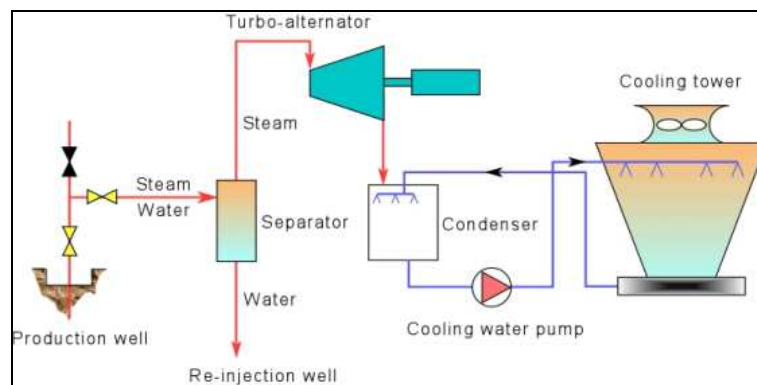 Turbo-alternator
Cooling tower
Steam
Steam
Water
Separator
Condenser
Water
Cooling water pump
Production well
Re-injection well